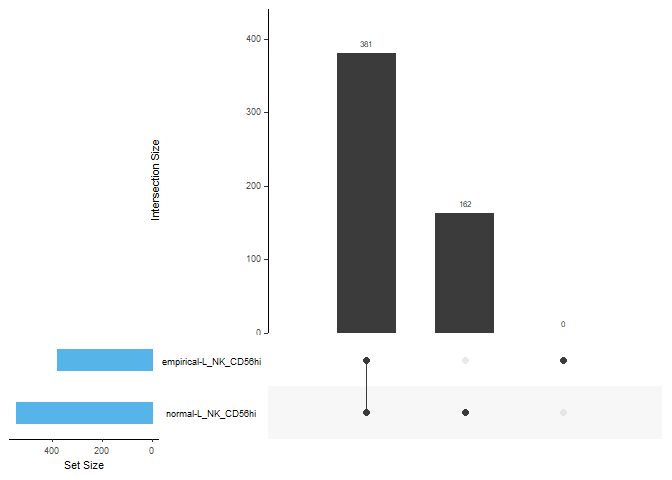 400
300
200
100
0
Intersection Size
381
162
0
empirical-L_NK_CD56hi
normal-L_NK_CD56hi
400 200 0
Set Size